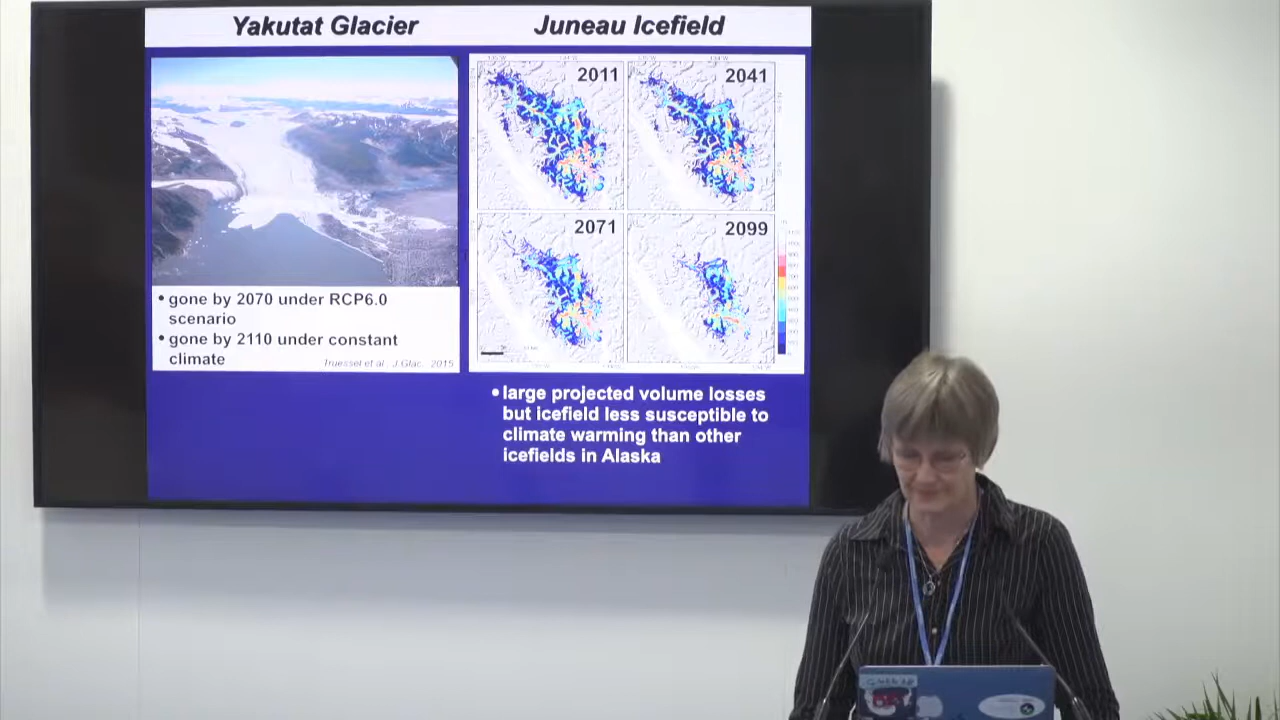 Yakutat Glacier
Juneau Icefield
2011
2041
2071
2099
• gone by 2070 under RCP6.0
scenario
• gone by 2110 under constant
climate
Truessel et al. J.Glac. 2015
• large projected volume losses
but icefield less susceptible to
climate warming than other
icefields in Alaska